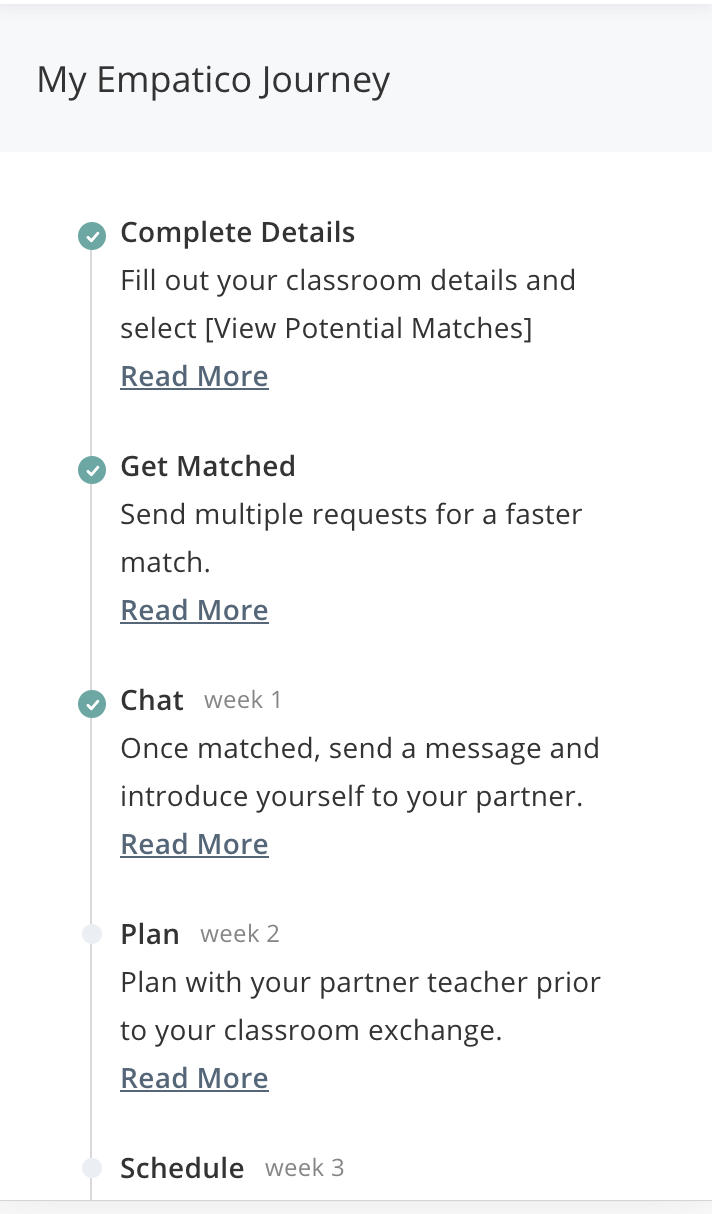 My Empatico Journey
Complete Details
Fill out your classroom details and
select [View Potential Matches]
Read More
Get Matched
Send multiple requests for a faster
match.
Read More
Chat week 1
Once matched, send a message and
introduce yourself to your partner.
Read More
Plan week 2
Plan with your partner teacher prior
to your classroom exchange.
Read More
Schedule week 3